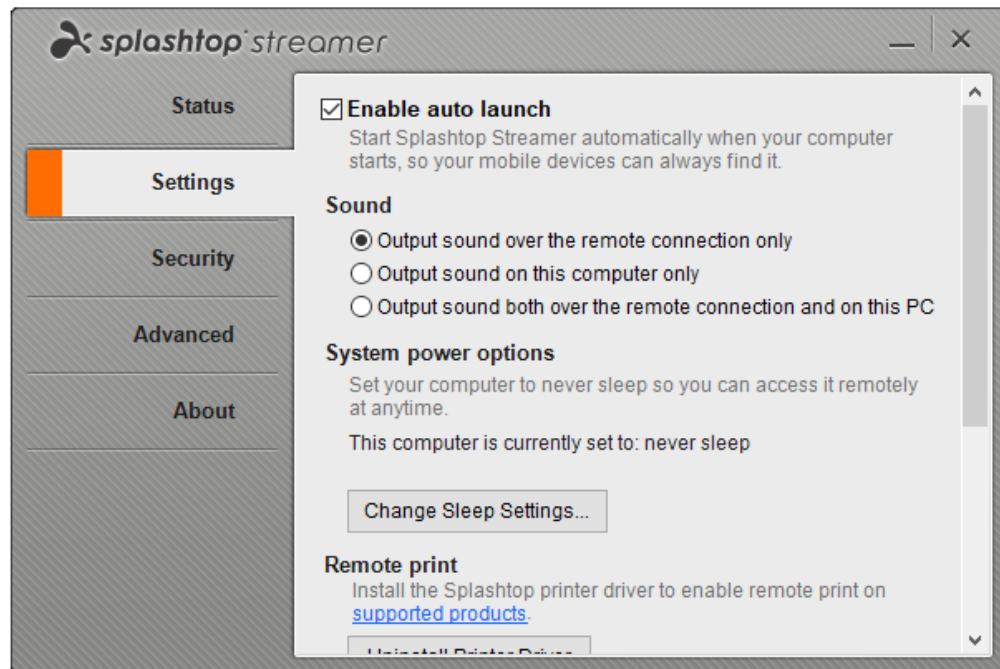 splashtop streamer
Status
Settings
Security
Advanced
About
Enable auto launch
Start Splashtop Streamer automatically when your computer
starts, so your mobile devices can always find it.
Sound
Output sound over the remote connection only
Output sound on this computer only
Output sound both over the remote connection and on this PC
System power options
Set your computer to never sleep so you can access it remotely
at anytime.
This computer is currently set to: never sleep
Change Sleep Settings...
Remote print
Install the Splashtop printer driver to enable remote print on
supported products.
Uninstall Printer Driver